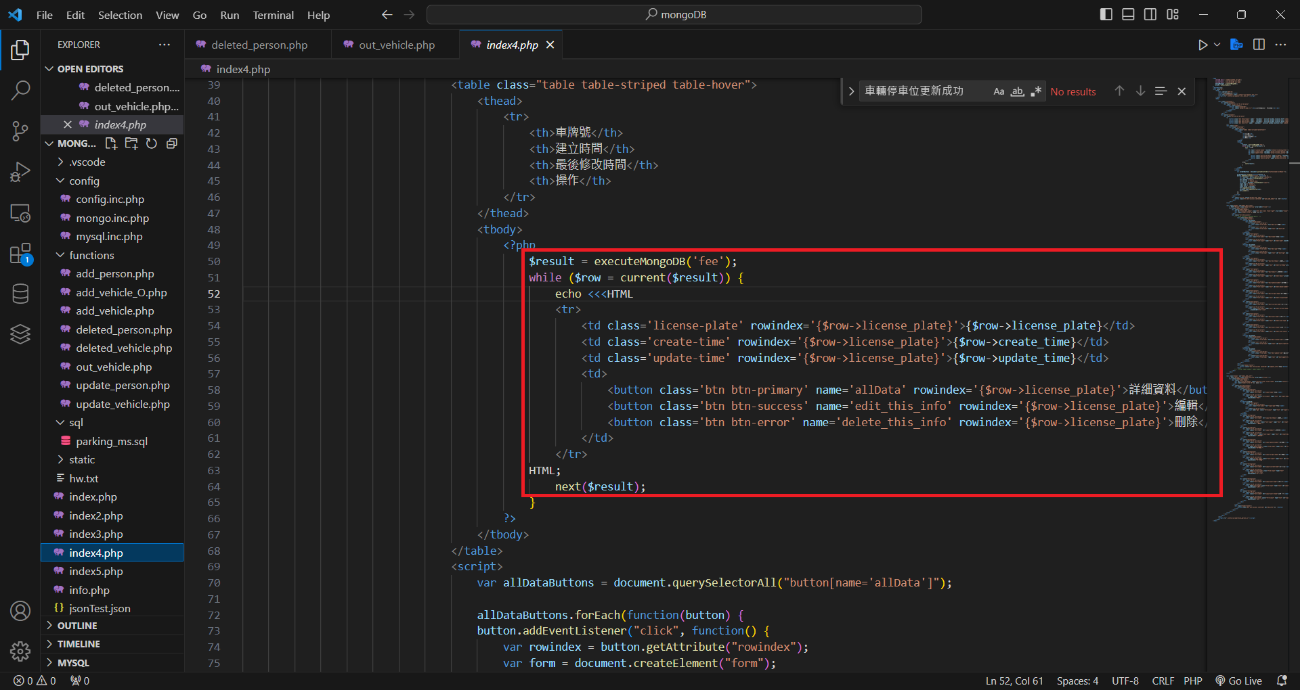 File Edit Selection View Go Run Terminal Help
mongoDB
EXPLORER
OPEN EDITORS
deleted_person....
out_vehicle.php...
index4.php
MONG...
.vscode
config
config.inc.php
mongo.inc.php
mysql.inc.php
functions
add_person.php
add_vehicle_O.php
add_vehicle.php
deleted_person.php
deleted_vehicle.php
out_vehicle.php
update_person.php
update_vehicle.php
sql
parking_ms.sql
static
hw.txt
index.php
index2.php
index3.php
index4.php
index5.php
info.php
jsonTest.json
OUTLINE
TIMELINE
MYSQL
1
deleted_person.php out_vehicle.php index4.php
index4.php
車輛停車位更新成功 Aa ab .* No results
39 <table class="table table-striped table-hover">
40 <thead>
41 <tr>
42 <th>車牌號</th>
43 <th>建立時間</th>
44 <th>最後修改時間</th>
45 <th>操作</th>
46 </tr>
47 </thead>
48 <tbody>
49 <?php
50 $result = executeMongoDB('fee');
51 while ($row = current($result)) {
52 echo <<<HTML
53 <tr>
54 <td class='license-plate' rowindex='{$row->license_plate}'>{$row->license_plate}</td>
55 <td class='create-time' rowindex='{$row->license_plate}'>{$row->create_time}</td>
56 <td class='update-time' rowindex='{$row->license_plate}'>{$row->update_time}</td>
57 <td>
58 <button class='btn btn-primary' name='allData' rowindex='{$row->license_plate}'>詳細資料</but
59 <button class='btn btn-success' name='edit_this_info' rowindex='{$row->license_plate}'>編輯<
60 <button class='btn btn-error' name='delete_this_info' rowindex='{$row->license_plate}'>刪除<
61 </td>
62 </tr>
63 HTML;
64 next($result);
65 }
66 ?>
67 </tbody>
68 </table>
69 <script>
70 var allDataButtons = document.querySelectorAll("button[name='allData']");
71
72 allDataButtons.forEach(function(button) {
73 button.addEventListener("click", function() {
74 var rowindex = button.getAttribute("rowindex");
75 var form = document.createElement("form");
0 0 0 Ln 52, Col 61 Spaces: 4 UTF-8 CRLF PHP Go Live